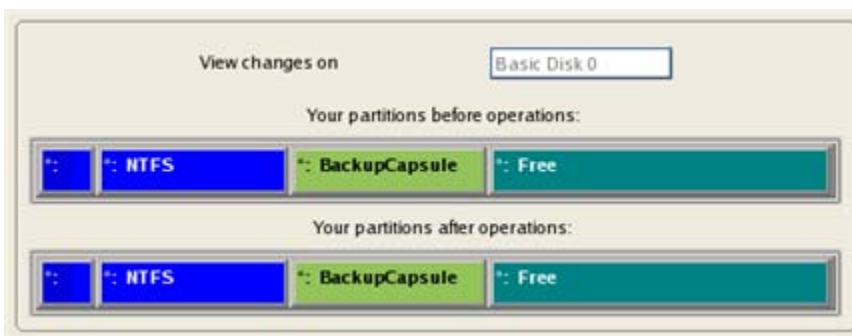 View changes on Basic Disk 0
Your partitions before operations:
*: *: NTFS *: BackupCapsule *: Free
Your partitions after operations:
*: *: NTFS *: BackupCapsule *: Free